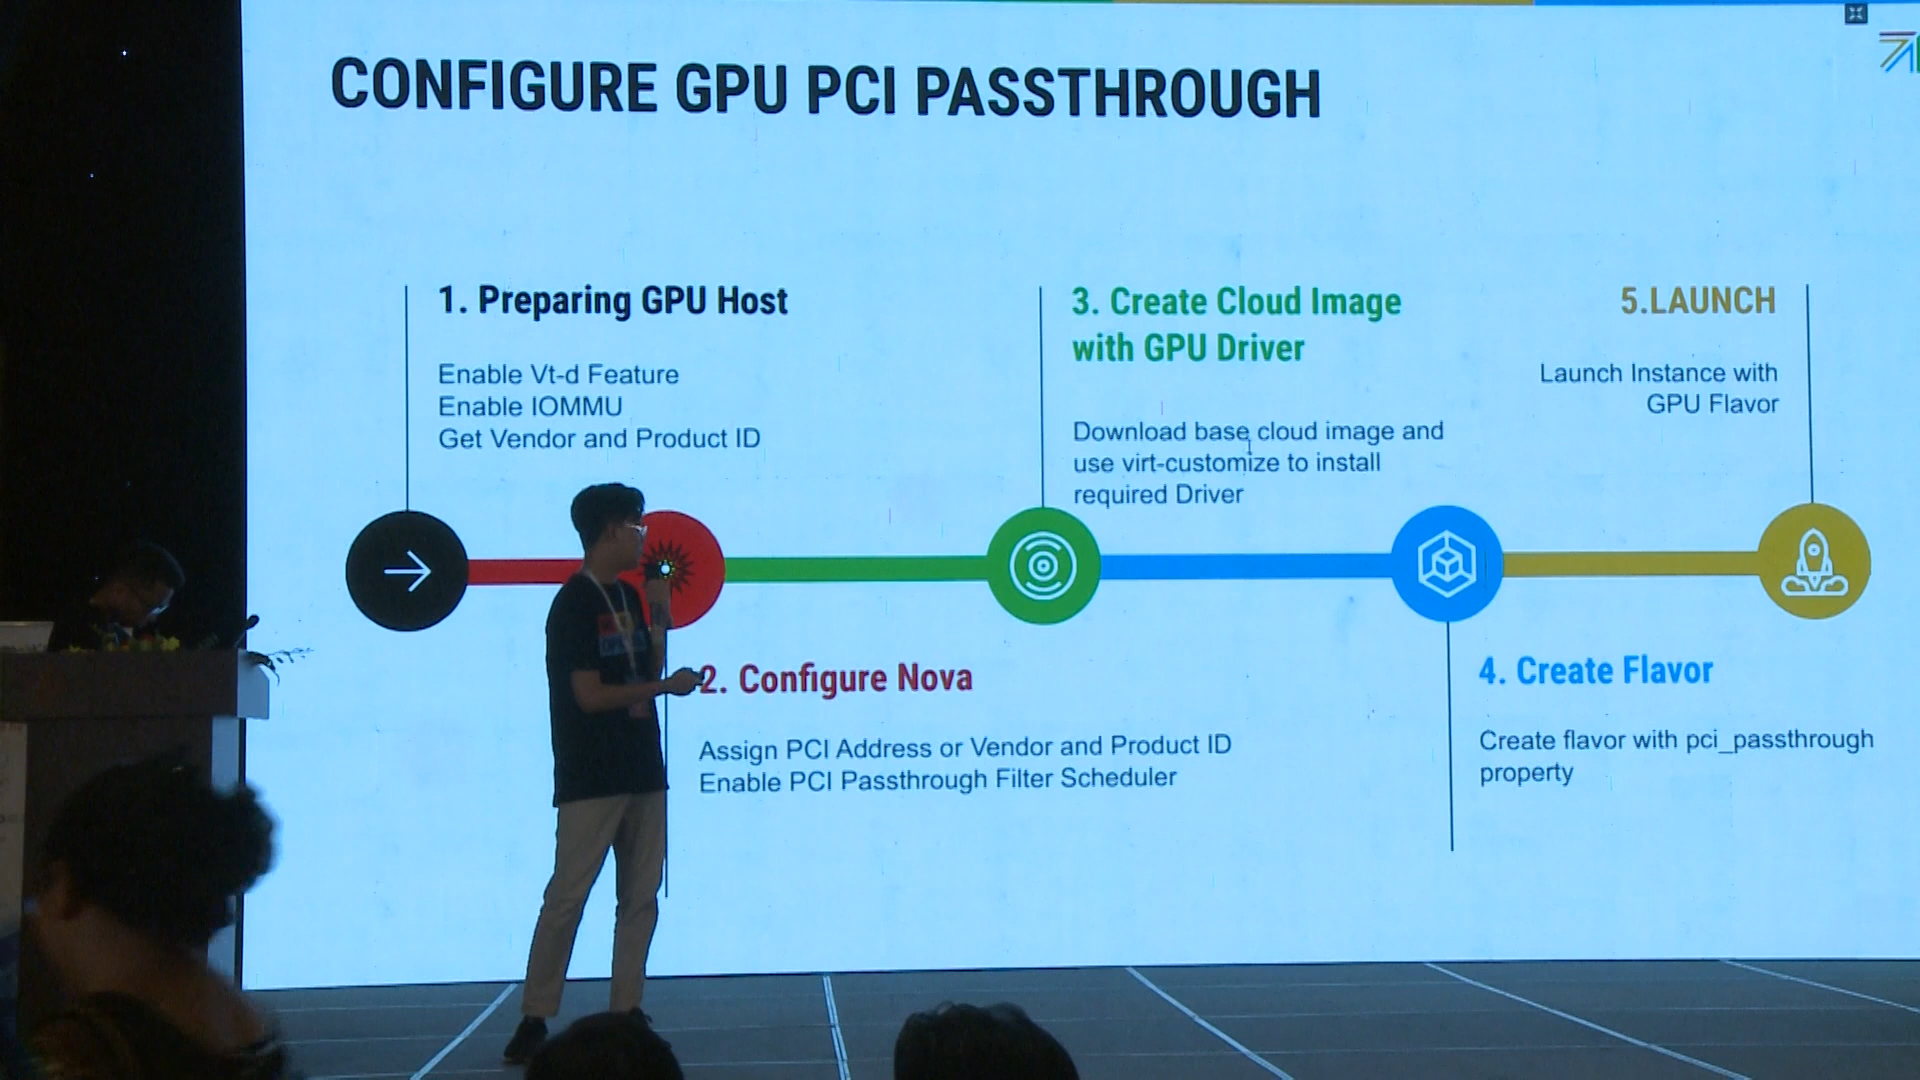 CONFIGURE GPU PCI PASSTHROUGH
1. Preparing GPU Host
Enable Vt-d Feature
Enable IOMMU
Get Vendor and Product ID
2. Configure Nova
Assign PCI Address or Vendor and Product ID
Enable PCI Passthrough Filter Scheduler
3. Create Cloud Image
with GPU Driver
Download base cloud image and
use virt-customize to install
required Driver
4. Create Flavor
Create flavor with pci_passthrough
property
5.LAUNCH
Launch Instance with
GPU Flavor